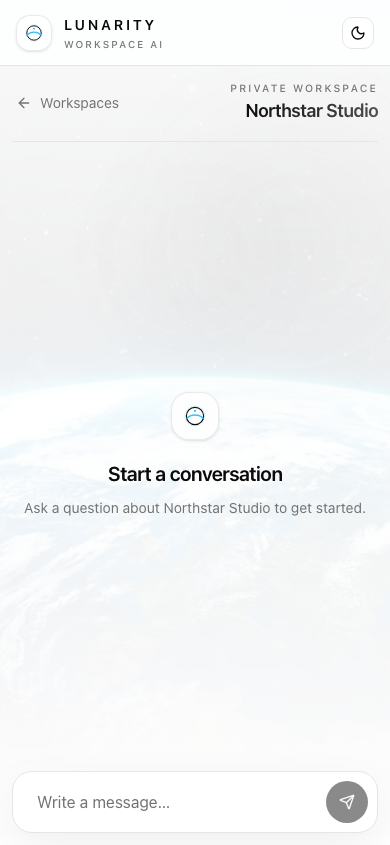 LUNARITY
WORKSPACE AI
Workspaces
PRIVATE WORKSPACE
Northstar Studio
Start a conversation
Ask a question about Northstar Studio to get started.
Write a message...